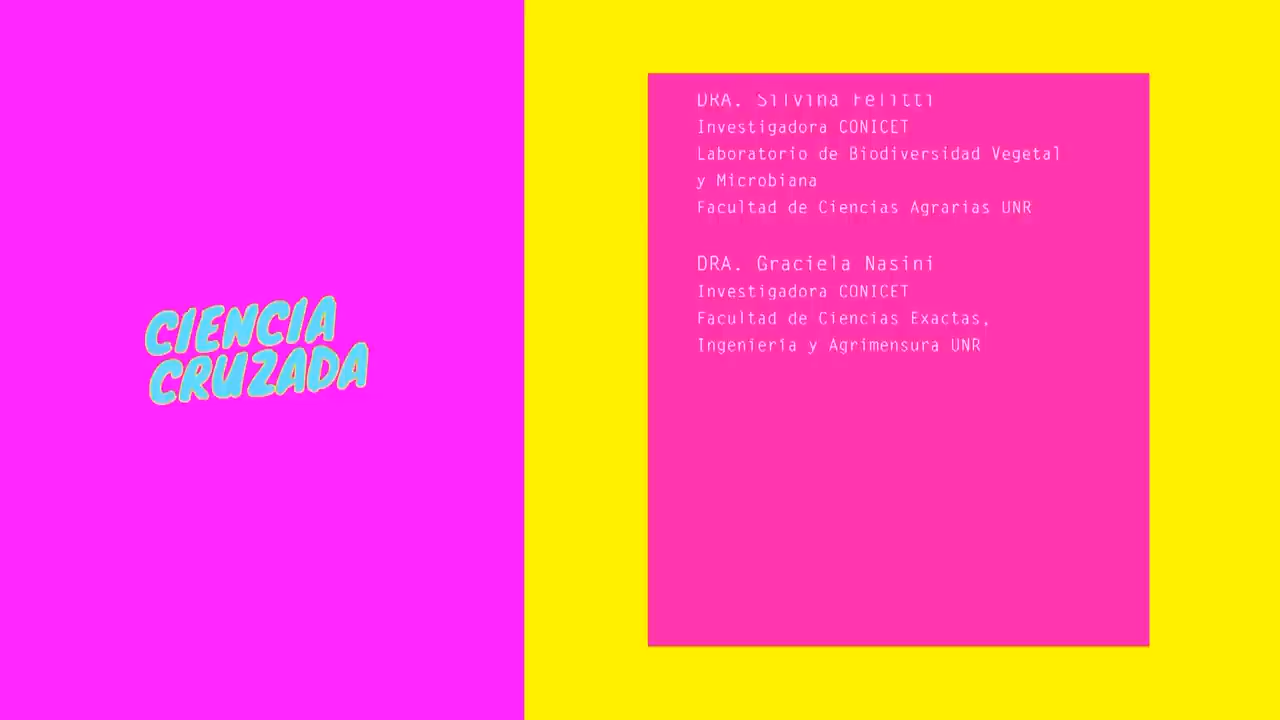 CIENCIA
CRUZADA
DRA. Silvina Felitti
Investigadora CONICET
Laboratorio de Biodiversidad Vegetal
y Microbiana
Facultad de Ciencias Agrarias UNR
DRA. Graciela Nasini
Investigadora CONICET
Facultad de Ciencias Exactas,
Ingeniería y Agrimensura UNR